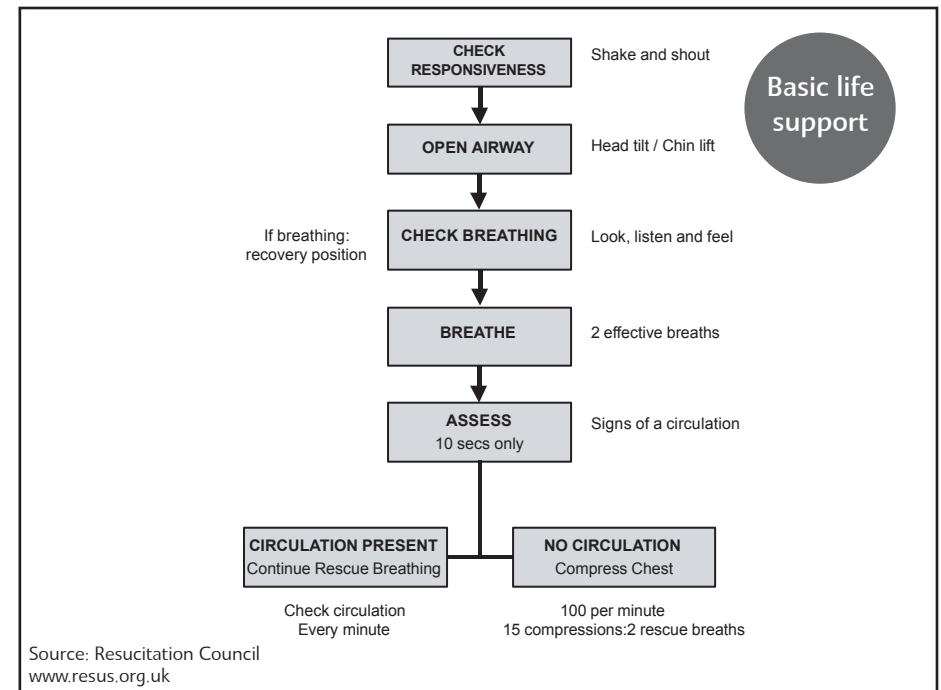 CHECK
RESPONSIVENESS
Shake and shout
Basic life
support
OPEN AIRWAY
Head tilt / Chin lift
If breathing:
recovery position
CHECK BREATHING
Look, listen and feel
BREATHE
2 effective breaths
ASSESS
10 secs only
Signs of a circulation
CIRCULATION PRESENT
Continue Rescue Breathing
NO CIRCULATION
Compress Chest
Check circulation
Every minute
100 per minute
15 compressions:2 rescue breaths
Source: Resucitation Council
www.resus.org.uk